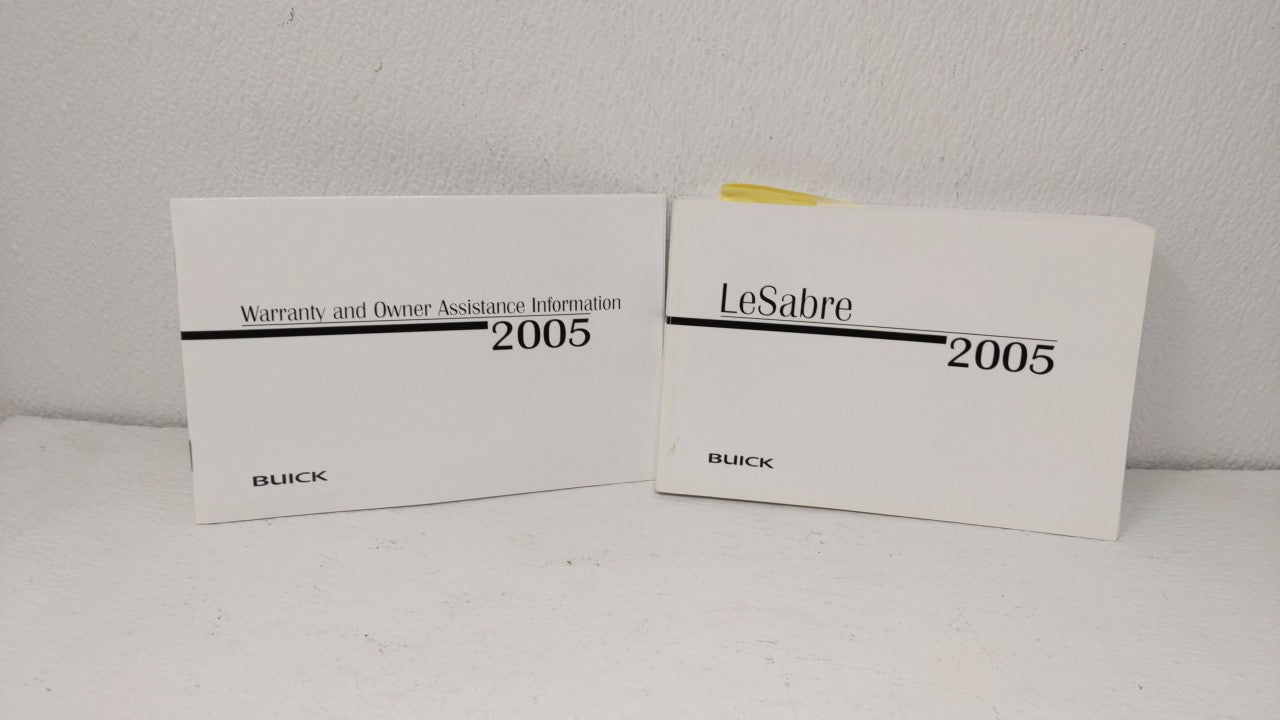 Warranty and Owner Assistance Information
2005
BUICK
LeSabre
2005
BUICK